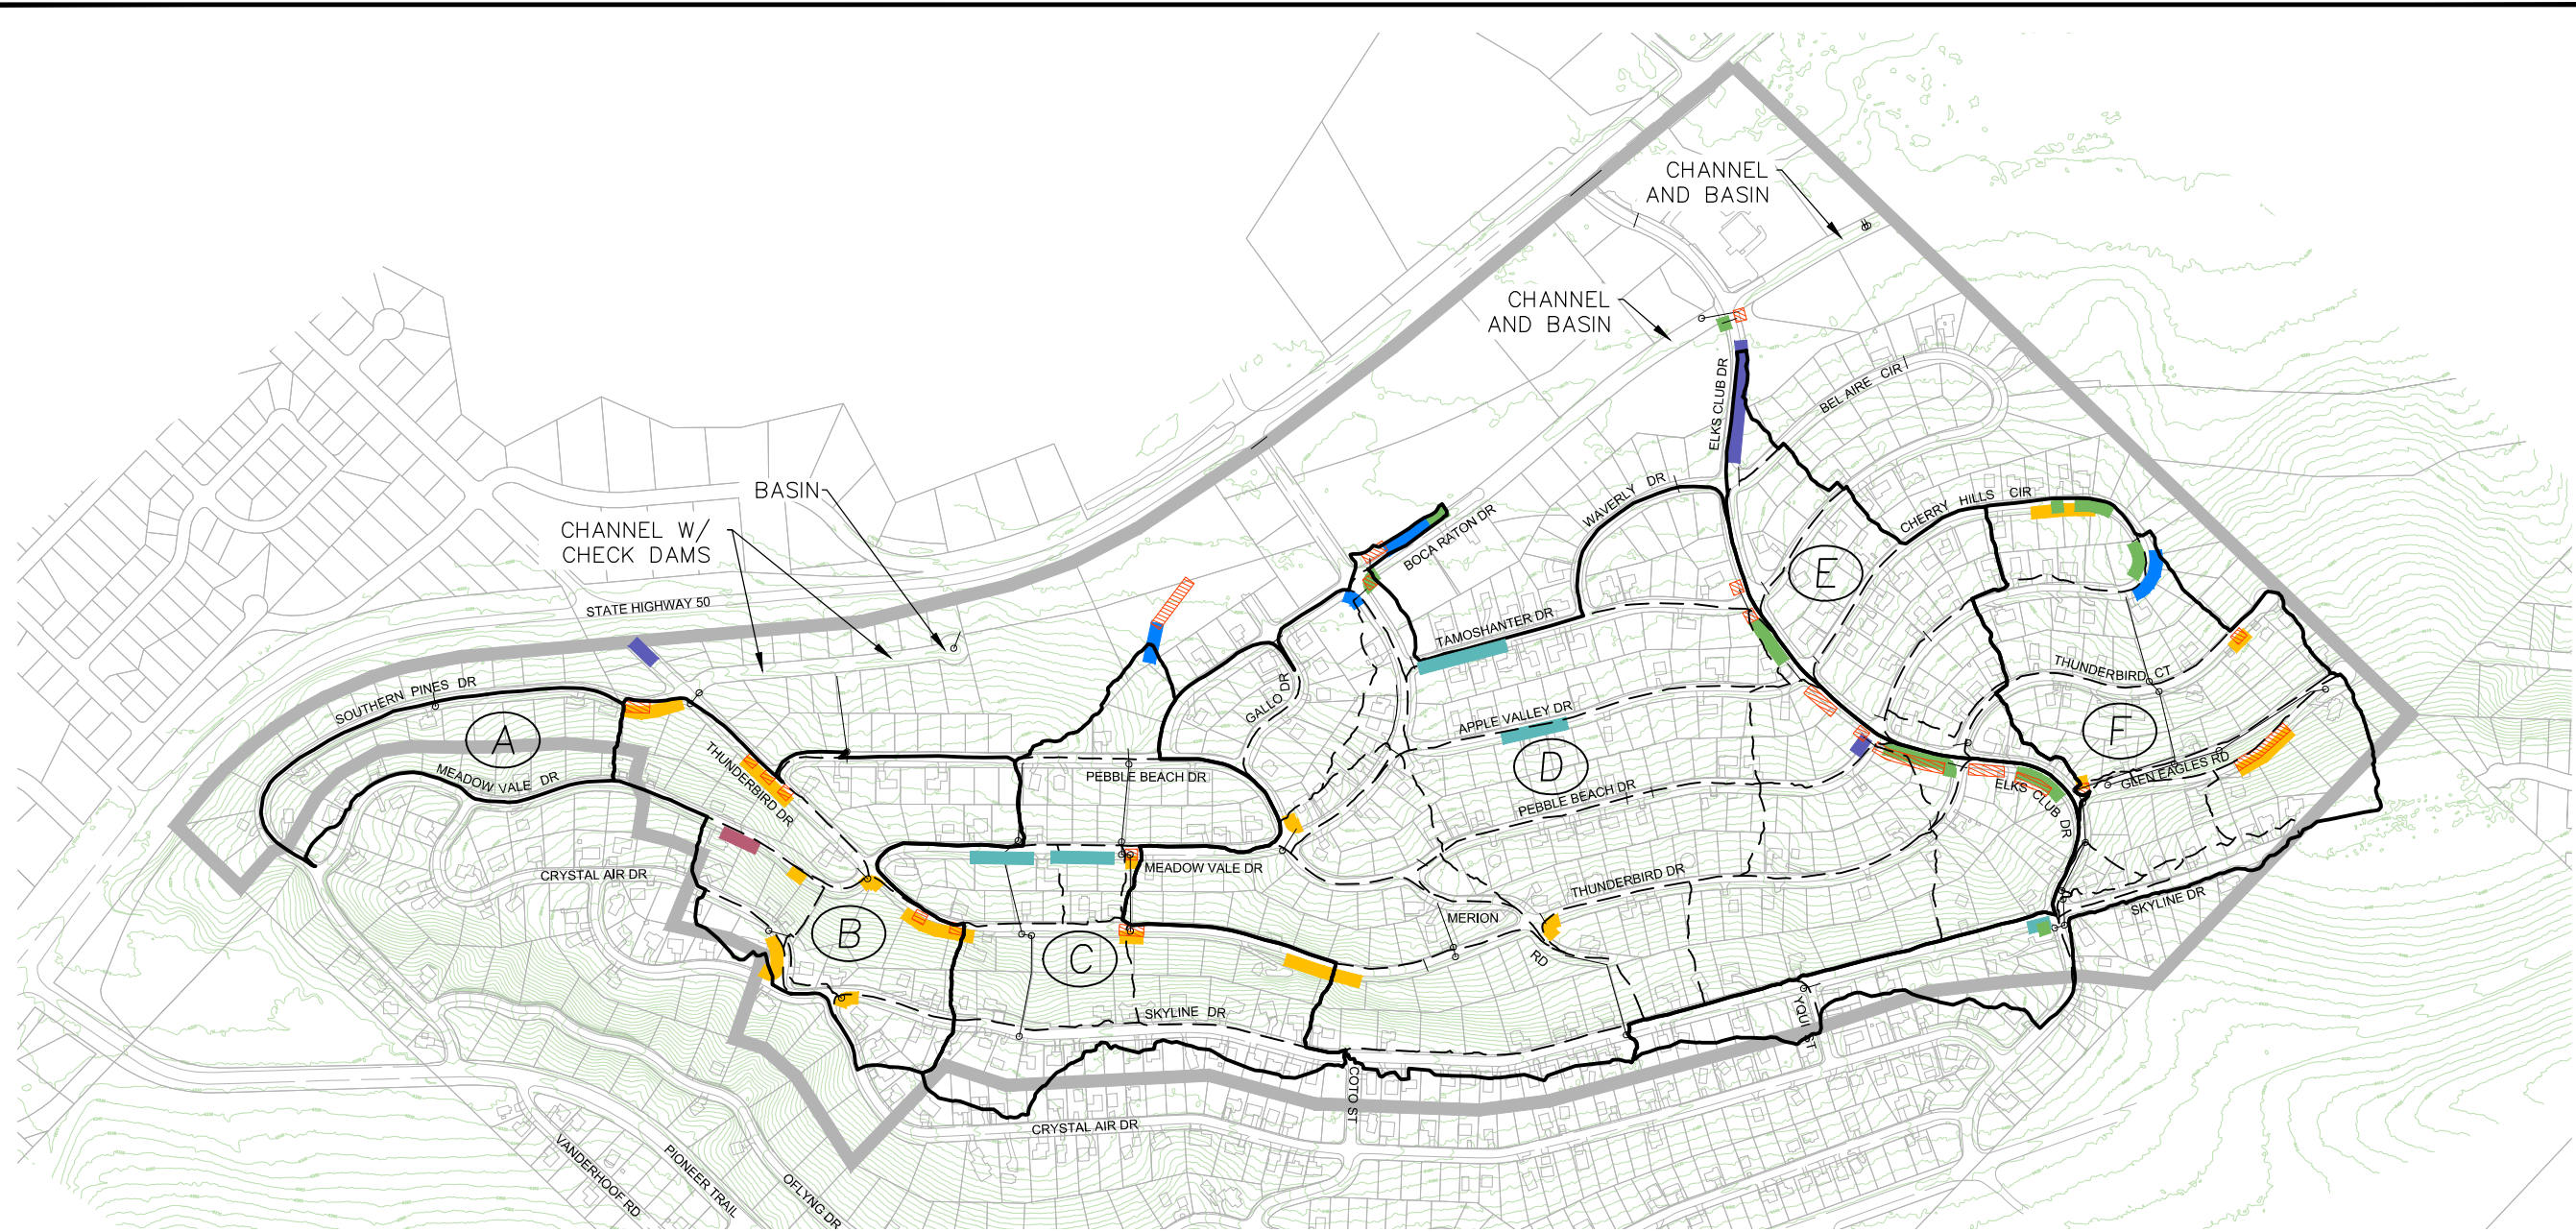 CHANNEL
AND BASIN
CHANNEL
AND BASIN
BASIN
CHANNEL W/
CHECK DAMS
STATE HIGHWAY 50
SOUTHERN PINES DR
A
MEADOW VALE DR
THUNDERBIRD DR
CRYSTAL AIR DR
B
C
PEBBLE BEACH DR
MEADOW VALE DR
SKYLINE DR
GALLO DR
BOCA RATON DR
WAVERLY DR
TAMOSHANTER DR
APPLE VALLEY DR
D
PEBBLE BEACH DR
THUNDERBIRD DR
MERION
RD
ELKS CLUB DR
BEL AIRE CIR
CHERRY HILLS CIR
E
THUNDERBIRD CT
F
GLEN EAGLES RD
ELKS CLUB DR
SKYLINE DR
YQUI ST
COTO ST
CRYSTAL AIR DR
VANDERHOOF RD
PIONEER TRAIL
OFLYNG DR